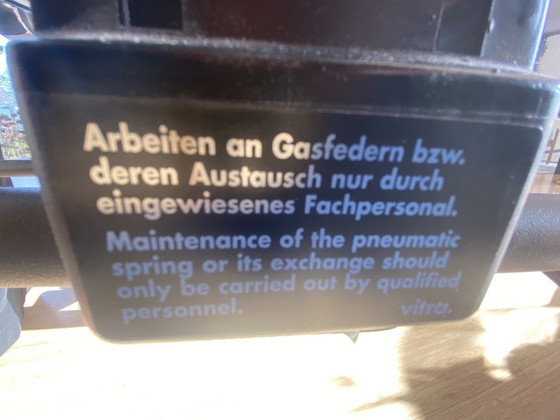 Arbeiten an Gasfedern bzw.
deren Austausch nur durch
eingewiesenes Fachpersonal.
Maintenance of the pneumatic
spring or its exchange should
only be carried out by qualified
personnel. vitra.